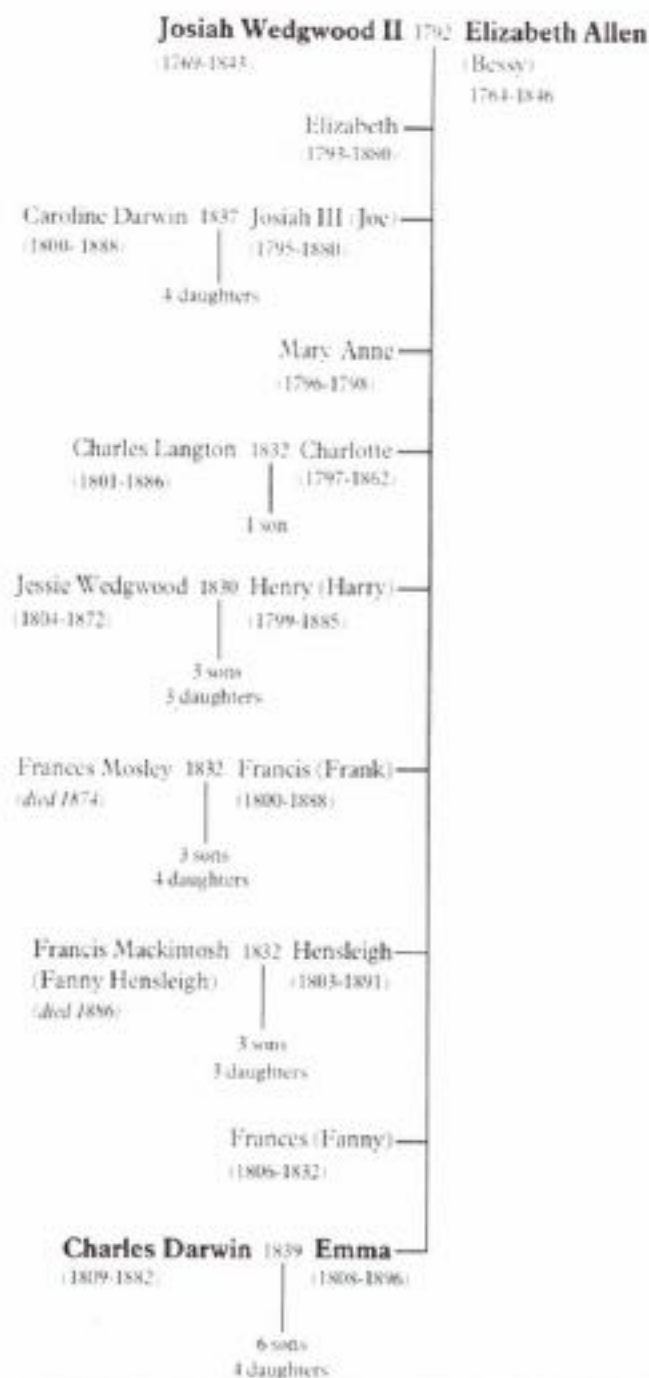 Josiah Wedgwood II 1792 Elizabeth Allen
(1769-1843) (Bessy)
1764-1846
Elizabeth
(1793-1880)
Caroline Darwin 1837 Josiah III (Joe)
(1800- 1888) (1795-1880)
4 daughters
Mary Anne
(1796-1798)
Charles Langton 1832 Charlotte
(1801-1886) (1797-1862)
1 son
Jessie Wedgwood 1830 Henry (Harry)
(1804-1872) (1799-1885)
3 sons
3 daughters
Frances Mosley 1832 Francis (Frank)
(died 1874) (1800-1888)
3 sons
4 daughters
Francis Mackintosh 1832 Hensleigh
(Fanny Hensleigh) (1803-1891)
(died 1886)
3 sons
3 daughters
Frances (Fanny)
(1806-1832)
Charles Darwin 1839 Emma
(1809-1882) (1808-1896)
6 sons
4 daughters